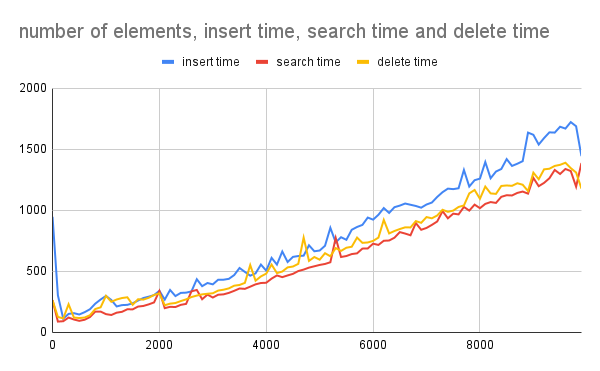 number of elements, insert time, search time and delete time
insert time search time delete time
2000
1500
1000
500
0
0 2000 4000 6000 8000